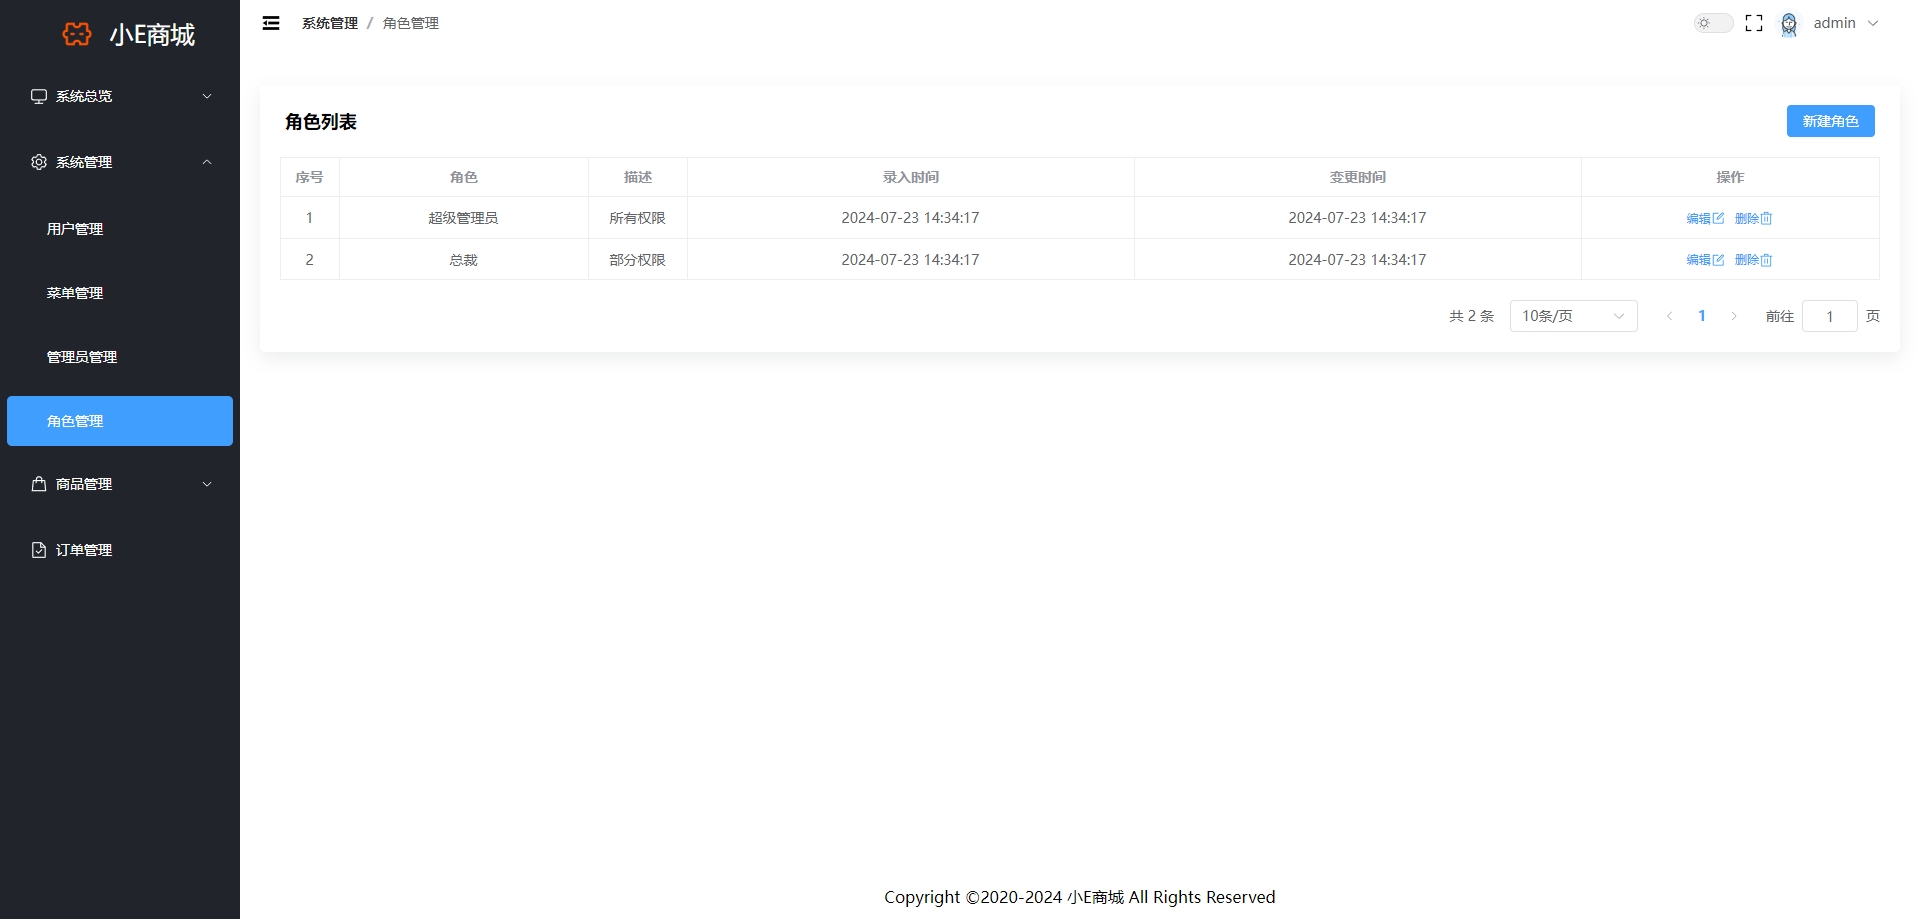 小E商城
系统总览
系统管理
用户管理
菜单管理
管理员管理
角色管理
商品管理
订单管理
系统管理 / 角色管理
admin
角色列表
新建角色
序号 角色 描述 录入时间 变更时间 操作
1 超级管理员 所有权限 2024-07-23 14:34:17 2024-07-23 14:34:17 编辑 删除
2 总裁 部分权限 2024-07-23 14:34:17 2024-07-23 14:34:17 编辑 删除
共 2 条 10条/页 1 前往 1 页
Copyright ©2020-2024 小E商城 All Rights Reserved